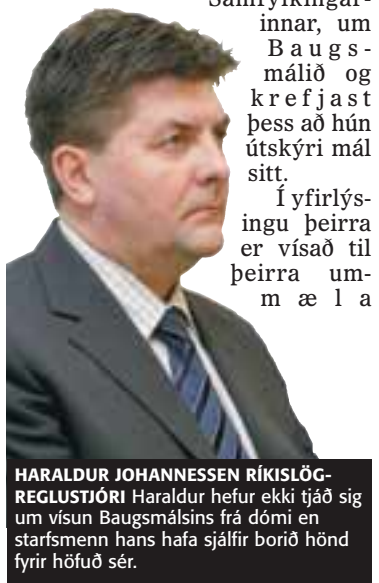 Samfylkingar-
innar, um
Baugs-
málið og
krefjast
þess að hún
útskýri mál
sitt.
Í yfirlýs-
ingu þeirra
er vísað til
þeirra um-
mæla
HARALDUR JOHANNESSEN RÍKISLÖG-
REGLUSTJÓRI Haraldur hefur ekki tjáð sig
um vísun Baugsmálsins frá dómi en
starfsmenn hans hafa sjálfir borið hönd
fyrir höfuð sér.